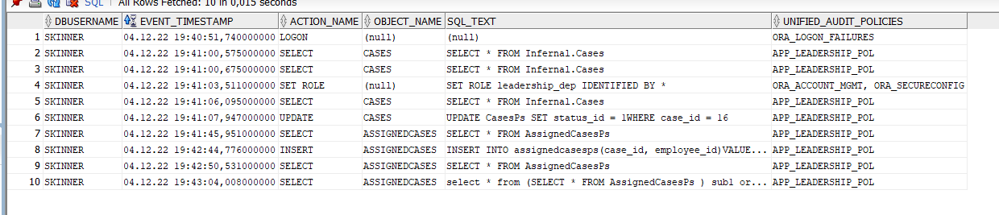 SQL | All Rows Fetched: 10 in 0,015 seconds
DBUSERNAME EVENT_TIMESTAMP ACTION_NAME OBJECT_NAME SQL_TEXT UNIFIED_AUDIT_POLICIES
1 SKINNER 04.12.22 19:40:51,740000000 LOGON (null) (null) ORA_LOGON_FAILURES
2 SKINNER 04.12.22 19:41:00,575000000 SELECT CASES SELECT * FROM Infernal.Cases APP_LEADERSHIP_POL
3 SKINNER 04.12.22 19:41:00,675000000 SELECT CASES SELECT * FROM Infernal.Cases APP_LEADERSHIP_POL
4 SKINNER 04.12.22 19:41:03,511000000 SET ROLE (null) SET ROLE leadership_dep IDENTIFIED BY * ORA_ACCOUNT_MGMT, ORA_SECURECONFIG
5 SKINNER 04.12.22 19:41:06,095000000 SELECT CASES SELECT * FROM Infernal.Cases APP_LEADERSHIP_POL
6 SKINNER 04.12.22 19:41:07,947000000 UPDATE CASES UPDATE CasesPs SET status_id = 1WHERE case_id = 16 APP_LEADERSHIP_POL
7 SKINNER 04.12.22 19:41:45,951000000 SELECT ASSIGNEDCASES SELECT * FROM AssignedCasesPs APP_LEADERSHIP_POL
8 SKINNER 04.12.22 19:42:44,776000000 INSERT ASSIGNEDCASES INSERT INTO assignedcasesps(case_id, employee_id)VALUE... APP_LEADERSHIP_POL
9 SKINNER 04.12.22 19:42:50,531000000 SELECT ASSIGNEDCASES SELECT * FROM AssignedCasesPs APP_LEADERSHIP_POL
10 SKINNER 04.12.22 19:43:04,008000000 SELECT ASSIGNEDCASES select * from (SELECT * FROM AssignedCasesPs ) sub1 or... APP_LEADERSHIP_POL